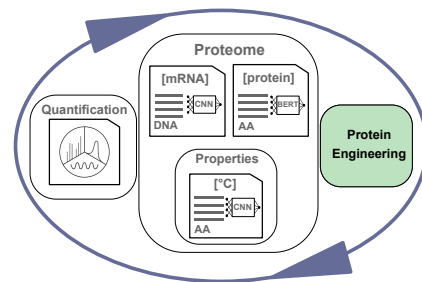 Proteome
[mRNA]
CNN
DNA
[protein]
BERT
AA
Quantification
Properties
[°C]
CNN
AA
Protein
Engineering